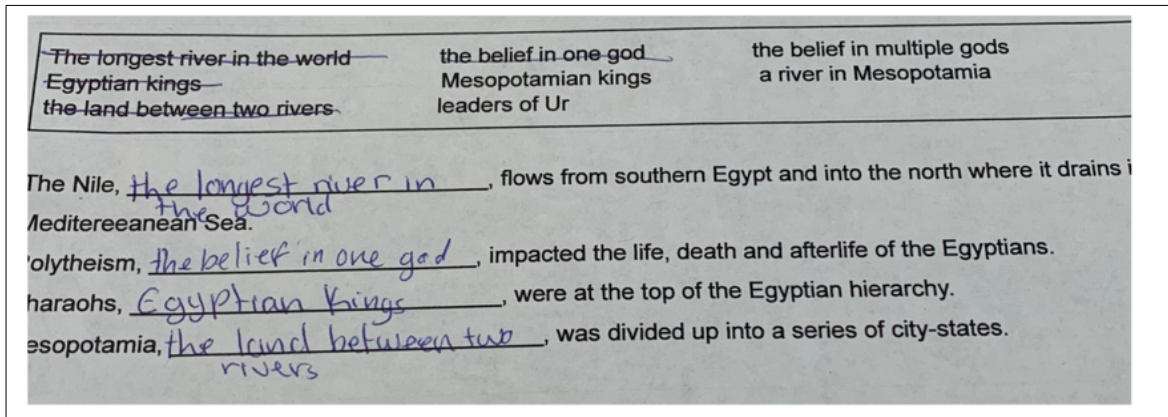 The longest river in the world the belief in one god the belief in multiple gods
Egyptian kings Mesopotamian kings a river in Mesopotamia
the land between two rivers leaders of Ur
The Nile, the longest river in, flows from southern Egypt and into the north where it drains i
the world
Meditereeanean Sea.
olytheism, the belief in one god, impacted the life, death and afterlife of the Egyptians.
haraohs, Egyptian Kings, were at the top of the Egyptian hierarchy.
esopotamia, the land between two, was divided up into a series of city-states.
rivers